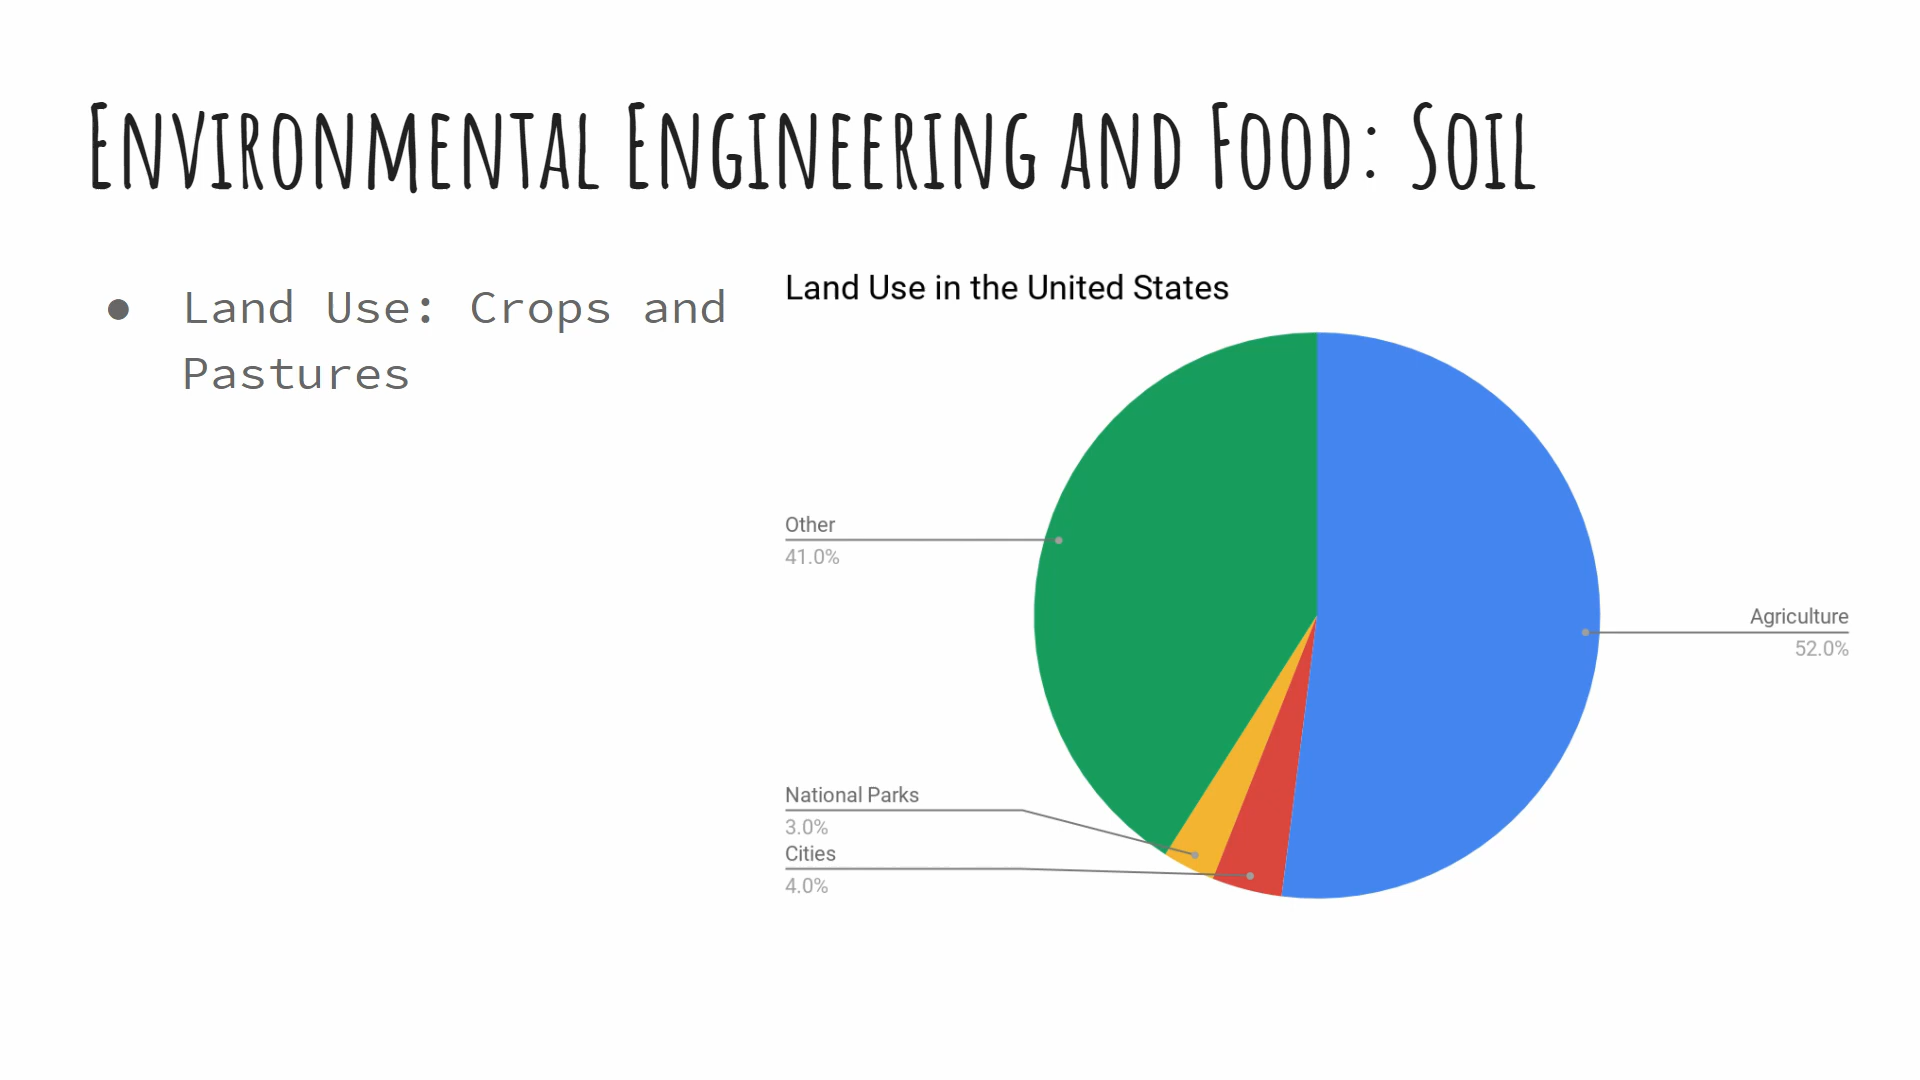 Environmental Engineering and Food: Soil
● Land Use: Crops and
Pastures
Land Use in the United States
Other
41.0%
Agriculture
52.0%
National Parks
3.0%
Cities
4.0%